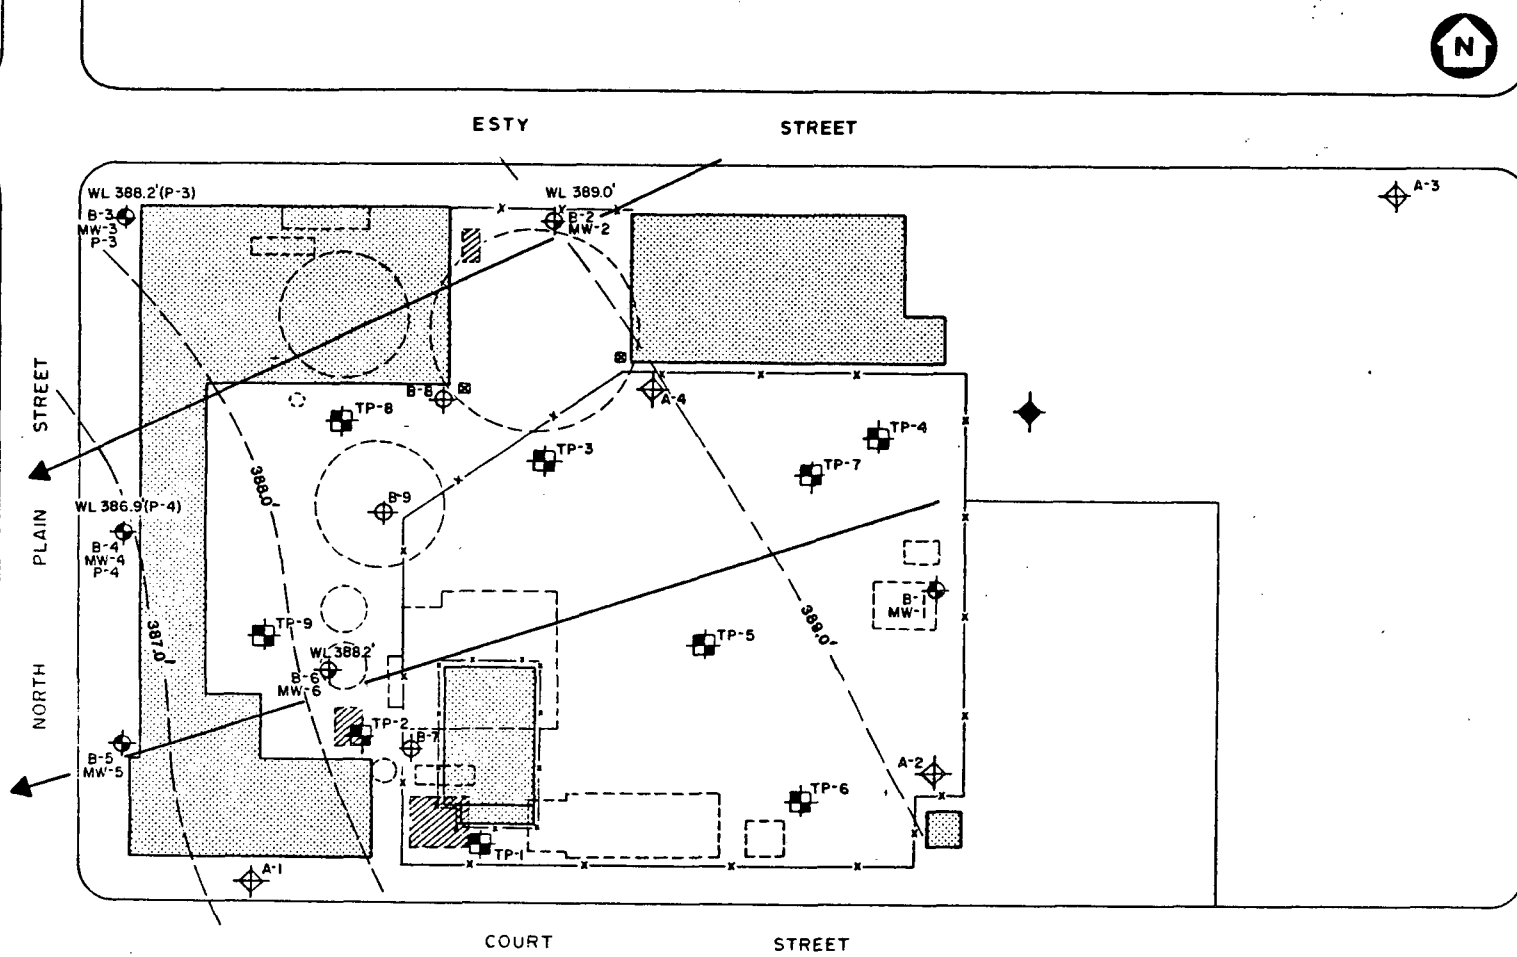 N
ESTY STREET
A-3
WL 388.2'(P-3)
WL 389.0'
B-3
MW-3
P-3
B-2
MW-2
B-8
A-4
TP-8
TP-4
TP-3
TP-7
388.0'
B-9
WL 386.9'(P-4)
B-4
MW-4
P-4
B-1
MW-1
389.0'
TP-9
387.0'
TP-5
WL 388.2'
B-6
MW-6
TP-2
B-7
B-5
MW-5
A-2
TP-6
TP-1
A-1
NORTH PLAIN STREET
COURT STREET